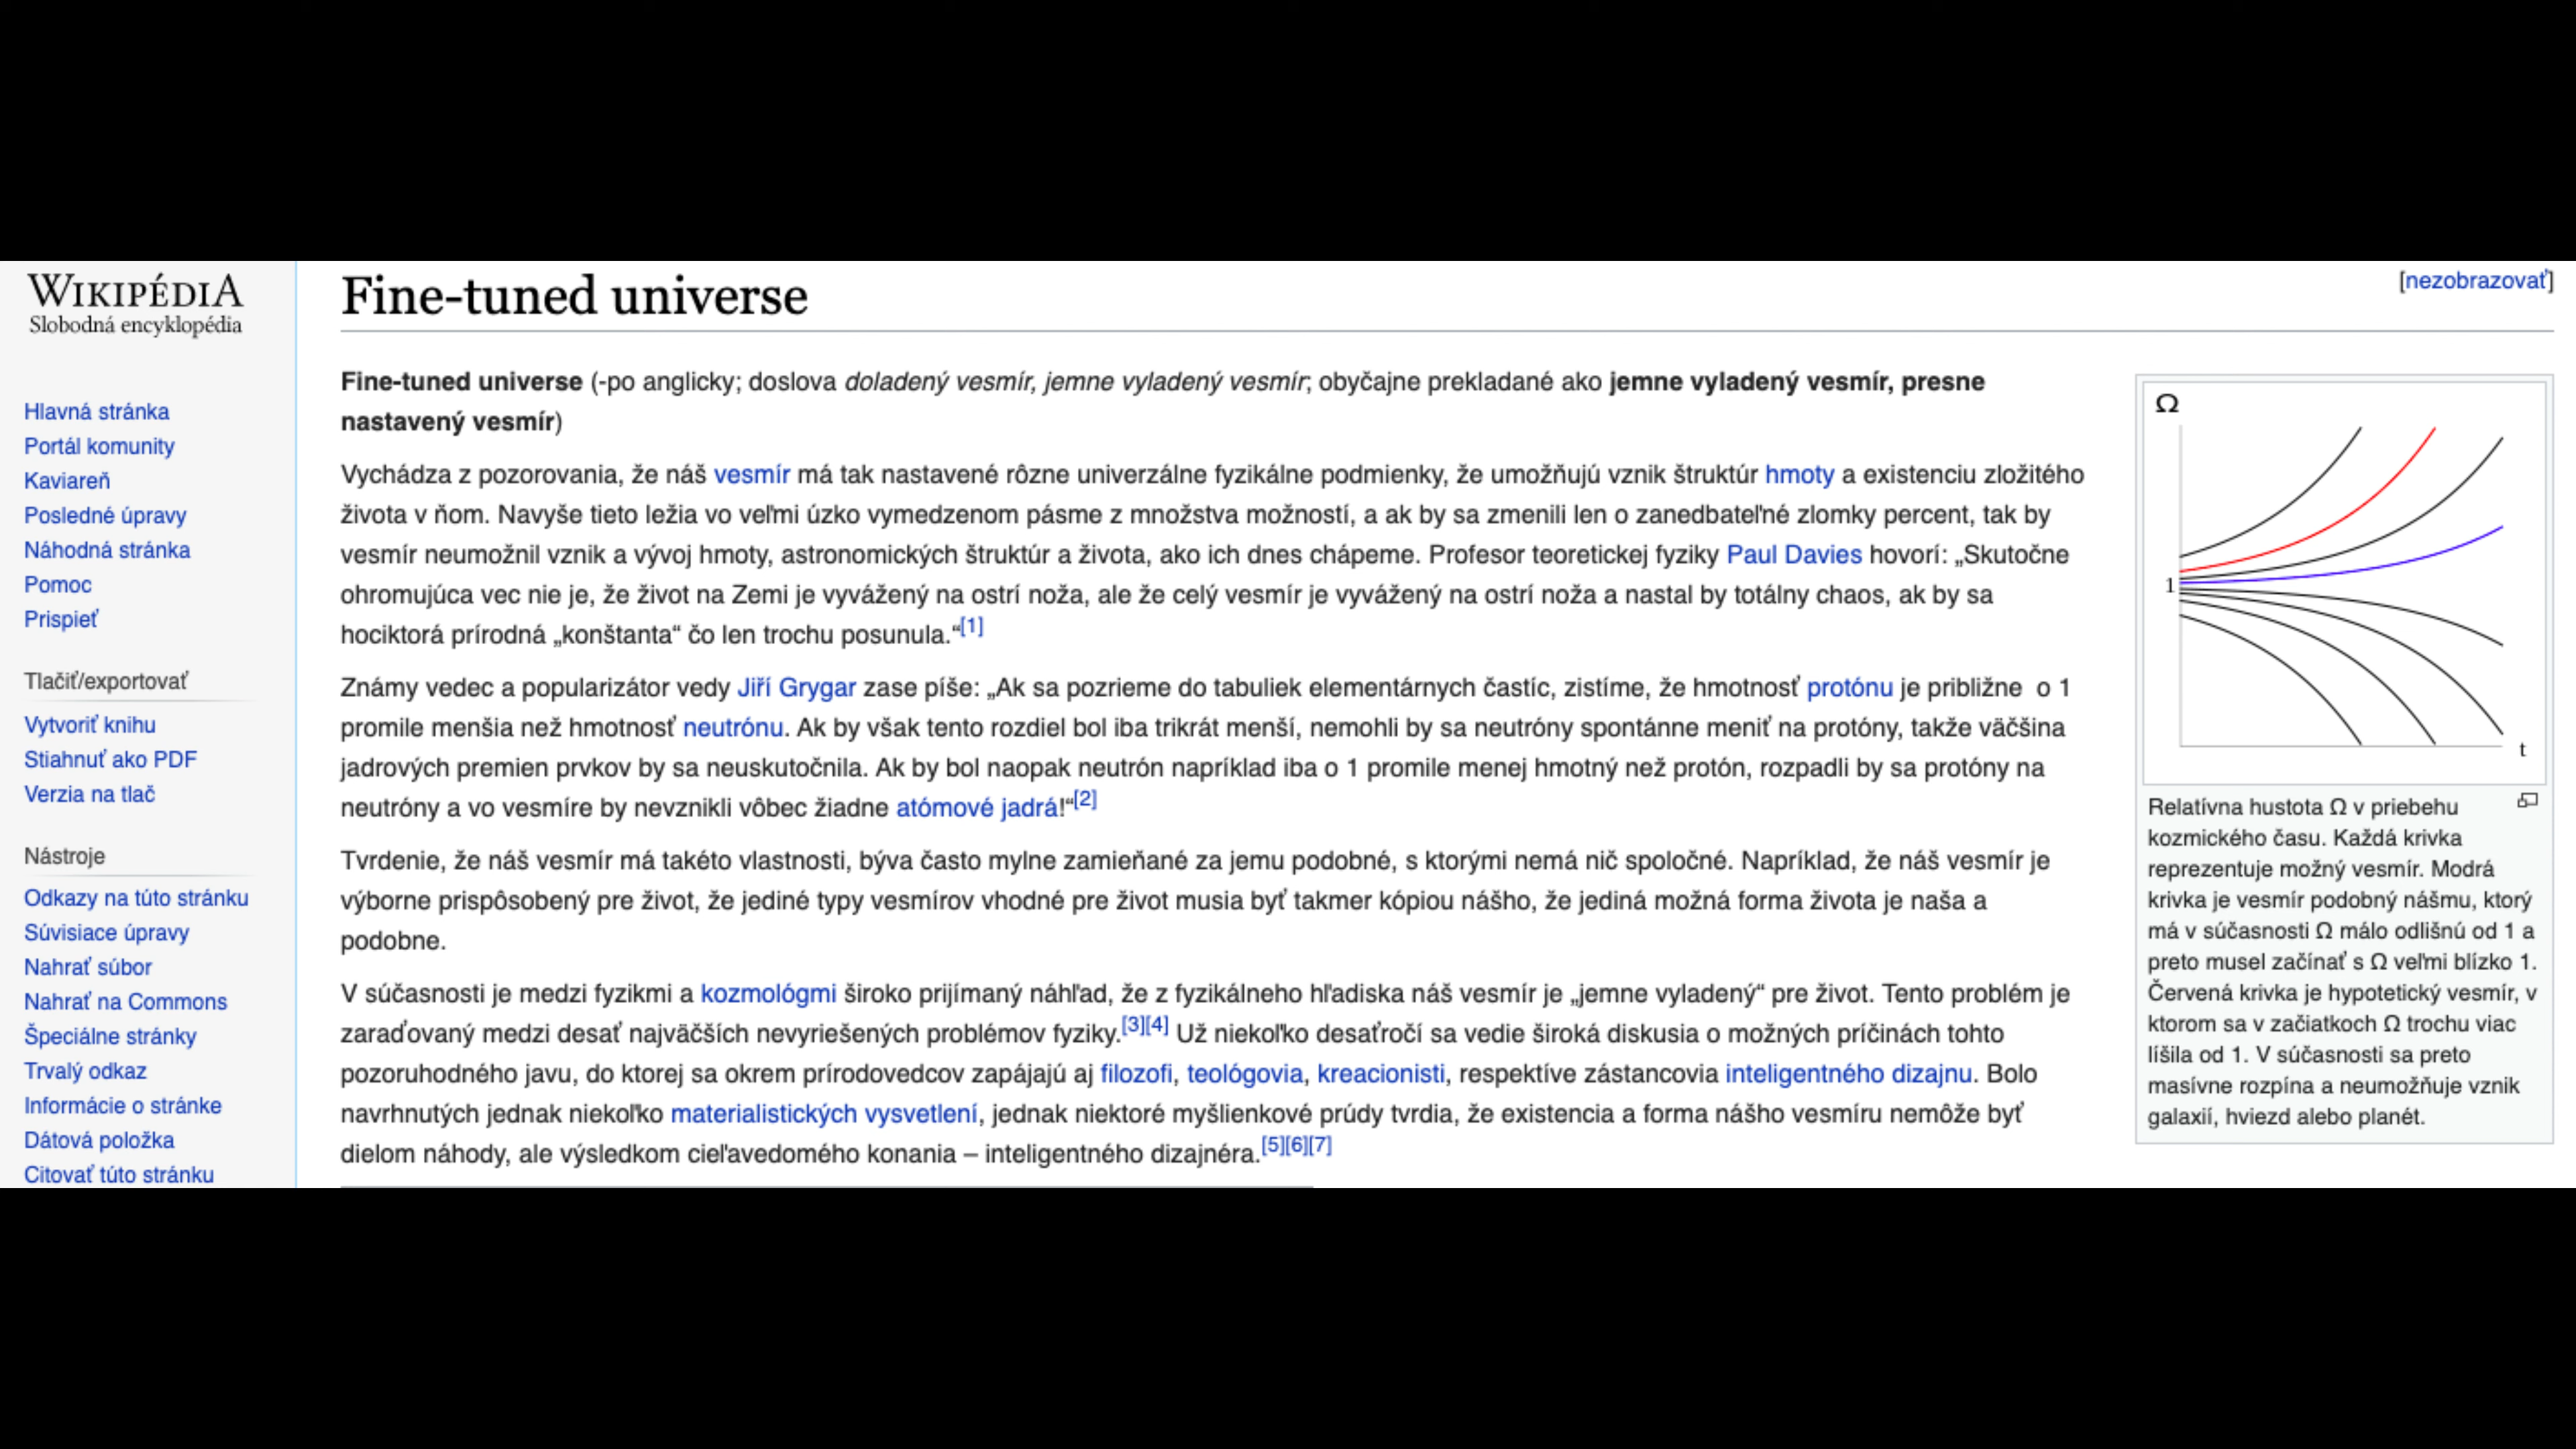 WIKIPÉDIA
Slobodná encyklopédia
Hlavná stránka
Portál komunity
Kaviareň
Posledné úpravy
Náhodná stránka
Pomoc
Prispieť
Tlačiť/exportovať
Vytvoriť knihu
Stiahnuť ako PDF
Verzia na tlač
Nástroje
Odkazy na túto stránku
Súvisiace úpravy
Nahrať súbor
Nahrať na Commons
Špeciálne stránky
Trvalý odkaz
Informácie o stránke
Dátová položka
Citovať túto stránku
Fine-tuned universe
[nezobrazovať]
Fine-tuned universe (-po anglicky; doslova doladený vesmír, jemne vyladený vesmír; obyčajne prekladané ako jemne vyladený vesmír, presne
nastavený vesmír)
Vychádza z pozorovania, že náš vesmír má tak nastavené rôzne univerzálne fyzikálne podmienky, že umožňujú vznik štruktúr hmoty a existenciu zložitého
života v ňom. Navyše tieto ležia vo veľmi úzko vymedzenom pásme z množstva možností, a ak by sa zmenili len o zanedbateľné zlomky percent, tak by
vesmír neumožnil vznik a vývoj hmoty, astronomických štruktúr a života, ako ich dnes chápeme. Profesor teoretickej fyziky Paul Davies hovorí: „Skutočne
ohromujúca vec nie je, že život na Zemi je vyvážený na ostrí noža, ale že celý vesmír je vyvážený na ostrí noža a nastal by totálny chaos, ak by sa
hociktorá prírodná „konštanta“ čo len trochu posunula.“[1]
Známy vedec a popularizátor vedy Jiří Grygar zase píše: „Ak sa pozrieme do tabuliek elementárnych častíc, zistíme, že hmotnosť protónu je približne o 1
promile menšia než hmotnosť neutrónu. Ak by však tento rozdiel bol iba trikrát menší, nemohli by sa neutróny spontánne meniť na protóny, takže väčšina
jadrových premien prvkov by sa neuskutočnila. Ak by bol naopak neutrón napríklad iba o 1 promile menej hmotný než protón, rozpadli by sa protóny na
neutróny a vo vesmíre by nevznikli vôbec žiadne atómové jadrá!“[2]
Tvrdenie, že náš vesmír má takéto vlastnosti, býva často mylne zamieňané za jemu podobné, s ktorými nemá nič spoločné. Napríklad, že náš vesmír je
výborne prispôsobený pre život, že jediné typy vesmírov vhodné pre život musia byť takmer kópiou nášho, že jediná možná forma života je naša a
podobne.
V súčasnosti je medzi fyzikmi a kozmológmi široko prijímaný náhľad, že z fyzikálneho hľadiska náš vesmír je „jemne vyladený“ pre život. Tento problém je
zaraďovaný medzi desať najväčších nevyriešených problémov fyziky.[3][4] Už niekoľko desaťročí sa vedie široká diskusia o možných príčinách tohto
pozoruhodného javu, do ktorej sa okrem prírodovedcov zapájajú aj filozofi, teológovia, kreacionisti, respektíve zástancovia inteligentného dizajnu. Bolo
navrhnutých jednak niekoľko materialistických vysvetlení, jednak niektoré myšlienkové prúdy tvrdia, že existencia a forma nášho vesmíru nemôže byť
dielom náhody, ale výsledkom cieľavedomého konania – inteligentného dizajnéra.[5][6][7]
Ω
1
t
Relatívna hustota Ω v priebehu
kozmického času. Každá krivka
reprezentuje možný vesmír. Modrá
krivka je vesmír podobný nášmu, ktorý
má v súčasnosti Ω málo odlišnú od 1 a
preto musel začínať s Ω veľmi blízko 1.
Červená krivka je hypotetický vesmír, v
ktorom sa v začiatkoch Ω trochu viac
líšila od 1. V súčasnosti sa preto
masívne rozpína a neumožňuje vznik
galaxií, hviezd alebo planét.